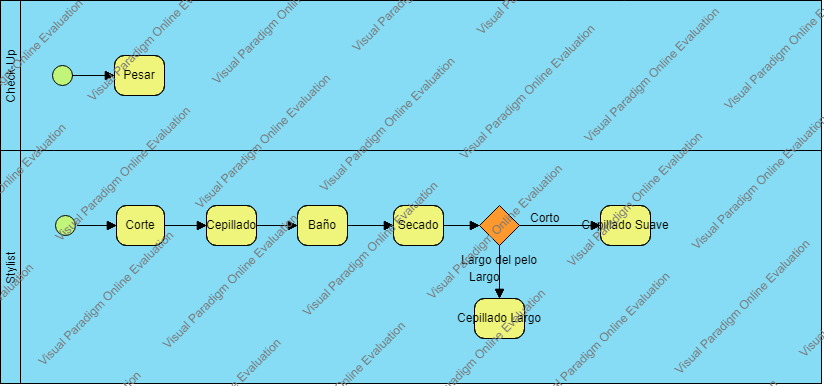 Check-Up
Pesar
Stylist
Corte
Cepillado
Baño
Secado
Largo del pelo
Corto
Cepillado Suave
Largo
Cepillado Largo
Visual Paradigm Online Evaluation